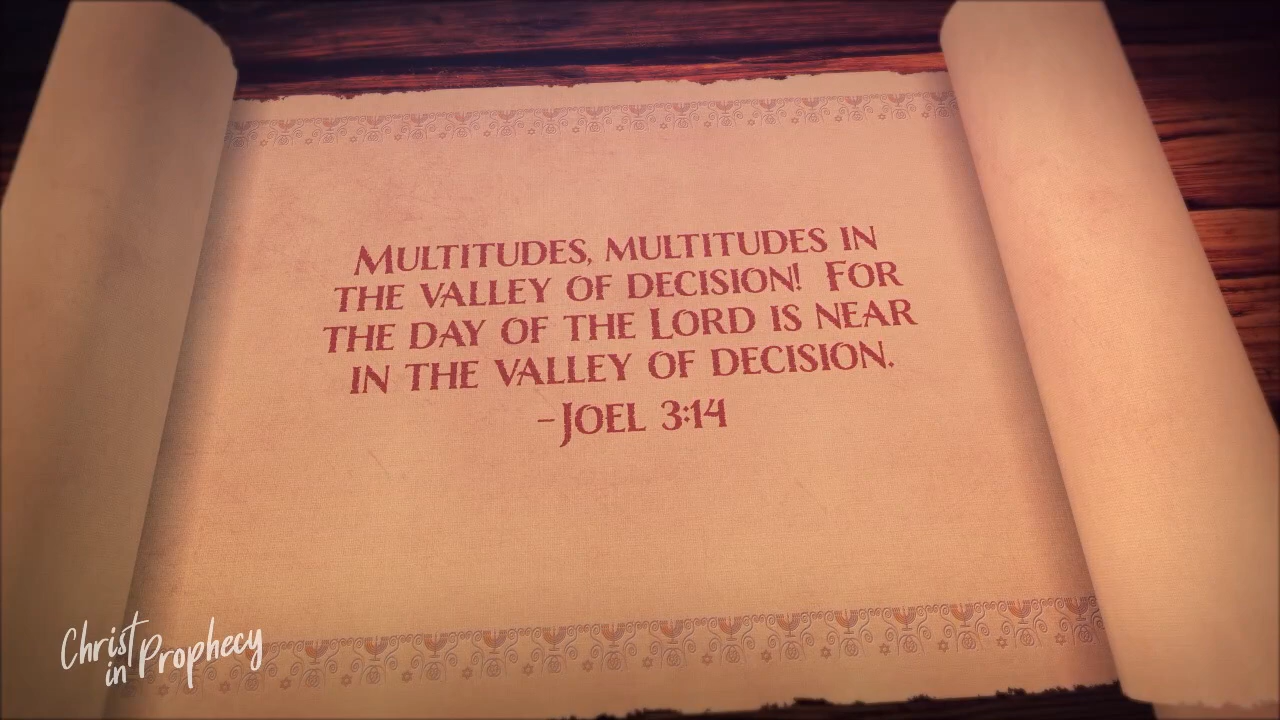 Multitudes, multitudes in
the valley of decision! For
the day of the Lord is near
in the valley of decision.
-Joel 3:14
Christ
in Prophecy